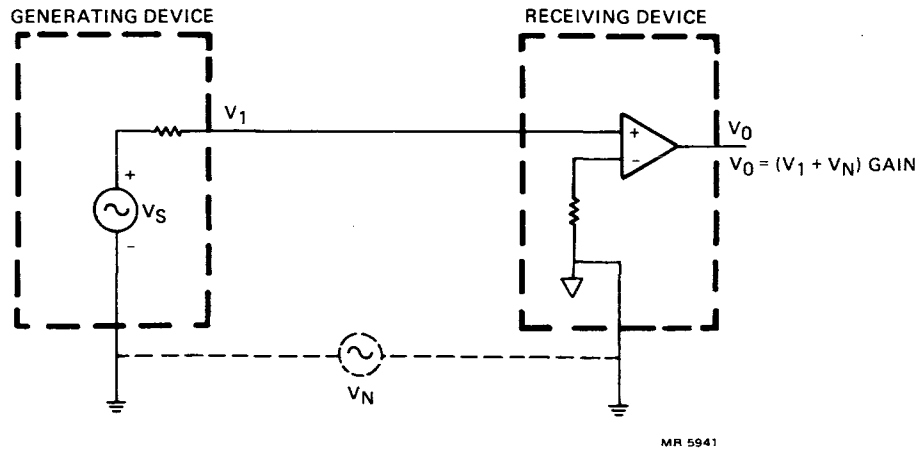 GENERATING DEVICE
RECEIVING DEVICE
V1
+
VS
−
+
−
V0
V0 = (V1 + VN) GAIN
VN
MR 5941